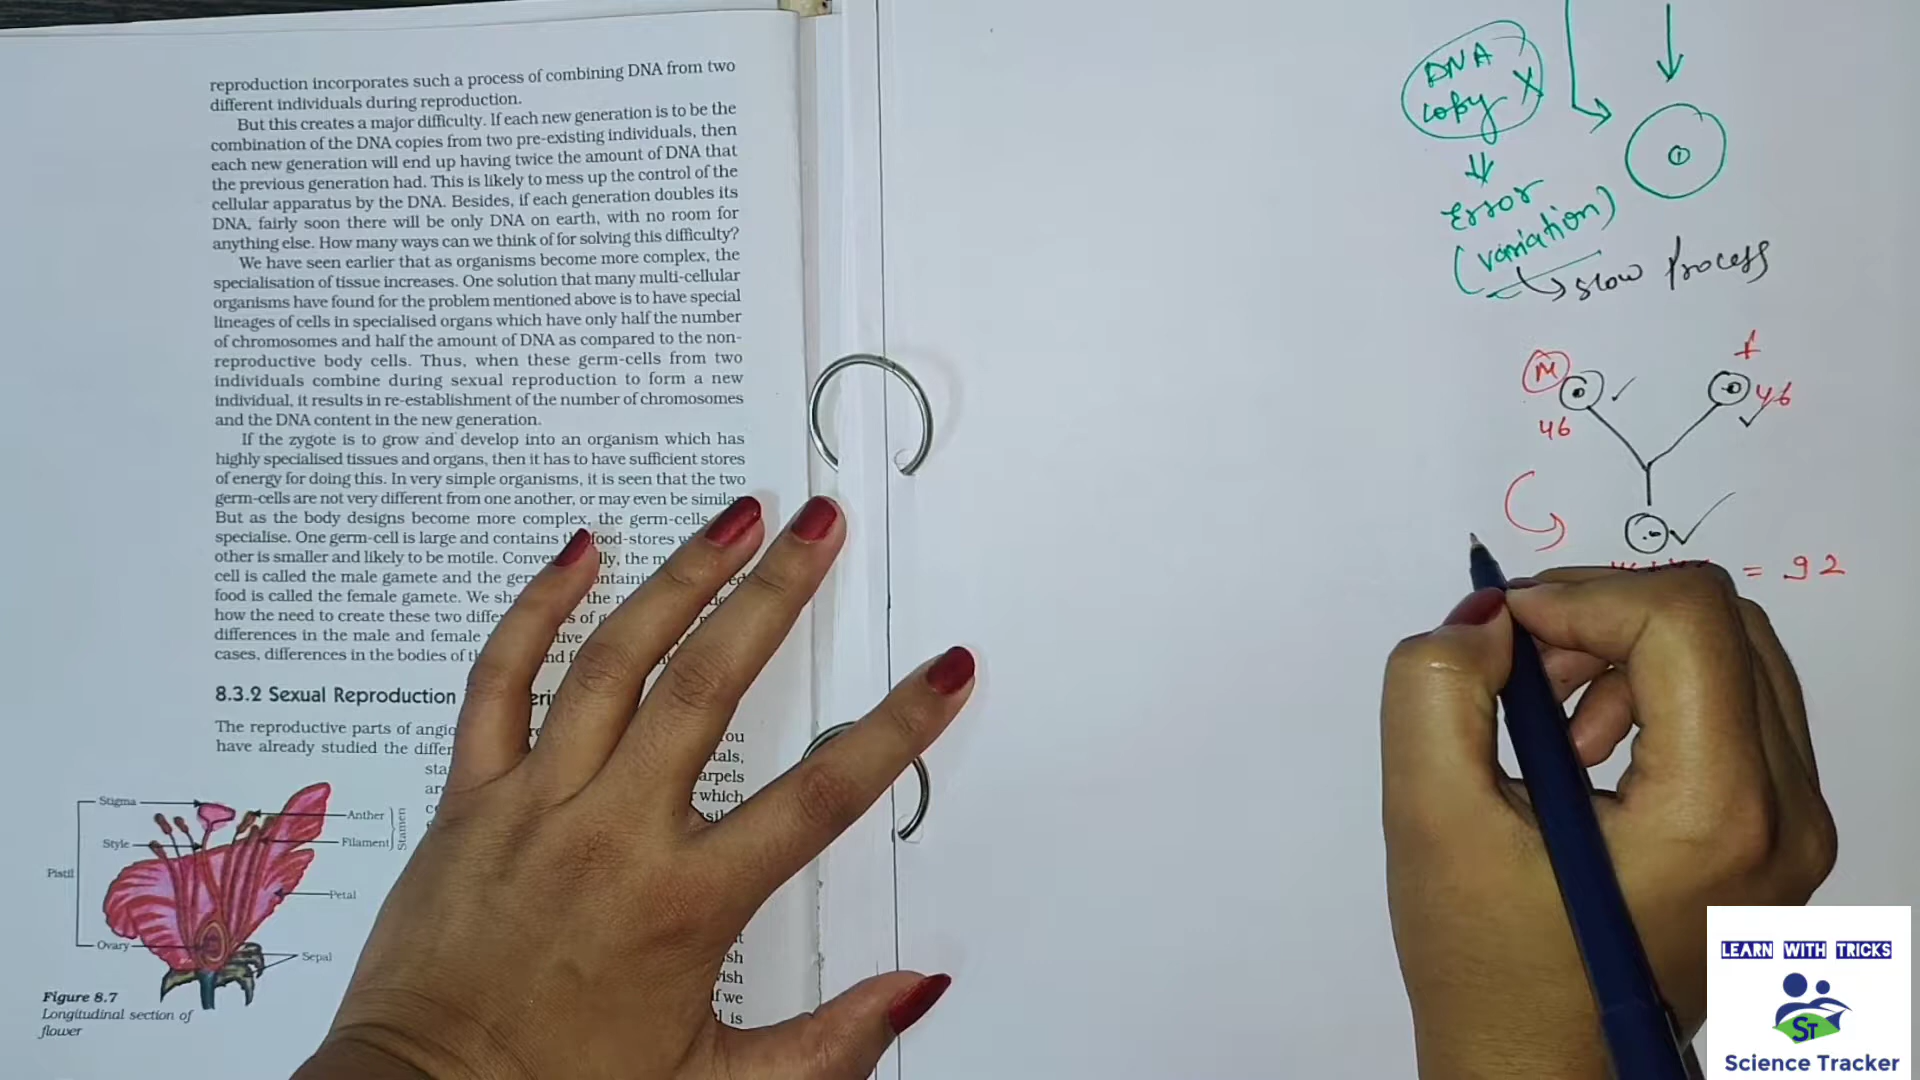 reproduction incorporates such a process of combining DNA from two
different individuals during reproduction.
But this creates a major difficulty. If each new generation is to be the
combination of the DNA copies from two pre-existing individuals, then
each new generation will end up having twice the amount of DNA that
the previous generation had. This is likely to mess up the control of the
cellular apparatus by the DNA. Besides, if each generation doubles its
DNA, fairly soon there will be only DNA on earth, with no room for
anything else. How many ways can we think of for solving this difficulty?
We have seen earlier that as organisms become more complex, the
specialisation of tissue increases. One solution that many multi-cellular
organisms have found for the problem mentioned above is to have special
lineages of cells in specialised organs which have only half the number
of chromosomes and half the amount of DNA as compared to the non-
reproductive body cells. Thus, when these germ-cells from two
individuals combine during sexual reproduction to form a new
individual, it results in re-establishment of the number of chromosomes
and the DNA content in the new generation.
If the zygote is to grow and develop into an organism which has
highly specialised tissues and organs, then it has to have sufficient stores
of energy for doing this. In very simple organisms, it is seen that the two
germ-cells are not very different from one another, or may even be similar
But as the body designs become more complex, the germ-cells
specialise. One germ-cell is large and contains food-stores
other is smaller and likely to be motile. the
cell is called the male gamete and the
food is called the female gamete. We the
how the need to create these two of
differences in the male and female
cases, differences in the bodies of
8.3.2 Sexual Reproduction
The reproductive parts of
have already studied the
which
Stigma
Anther
Style
Filament
Stamen
Pistil
Petal
Ovary
Sepal
Figure 8.7
Longitudinal section of
flower
DNA
copy X
Error
(variation)
slow process
M
46
46
= 92
LEARN WITH TRICKS
ST
Science Tracker